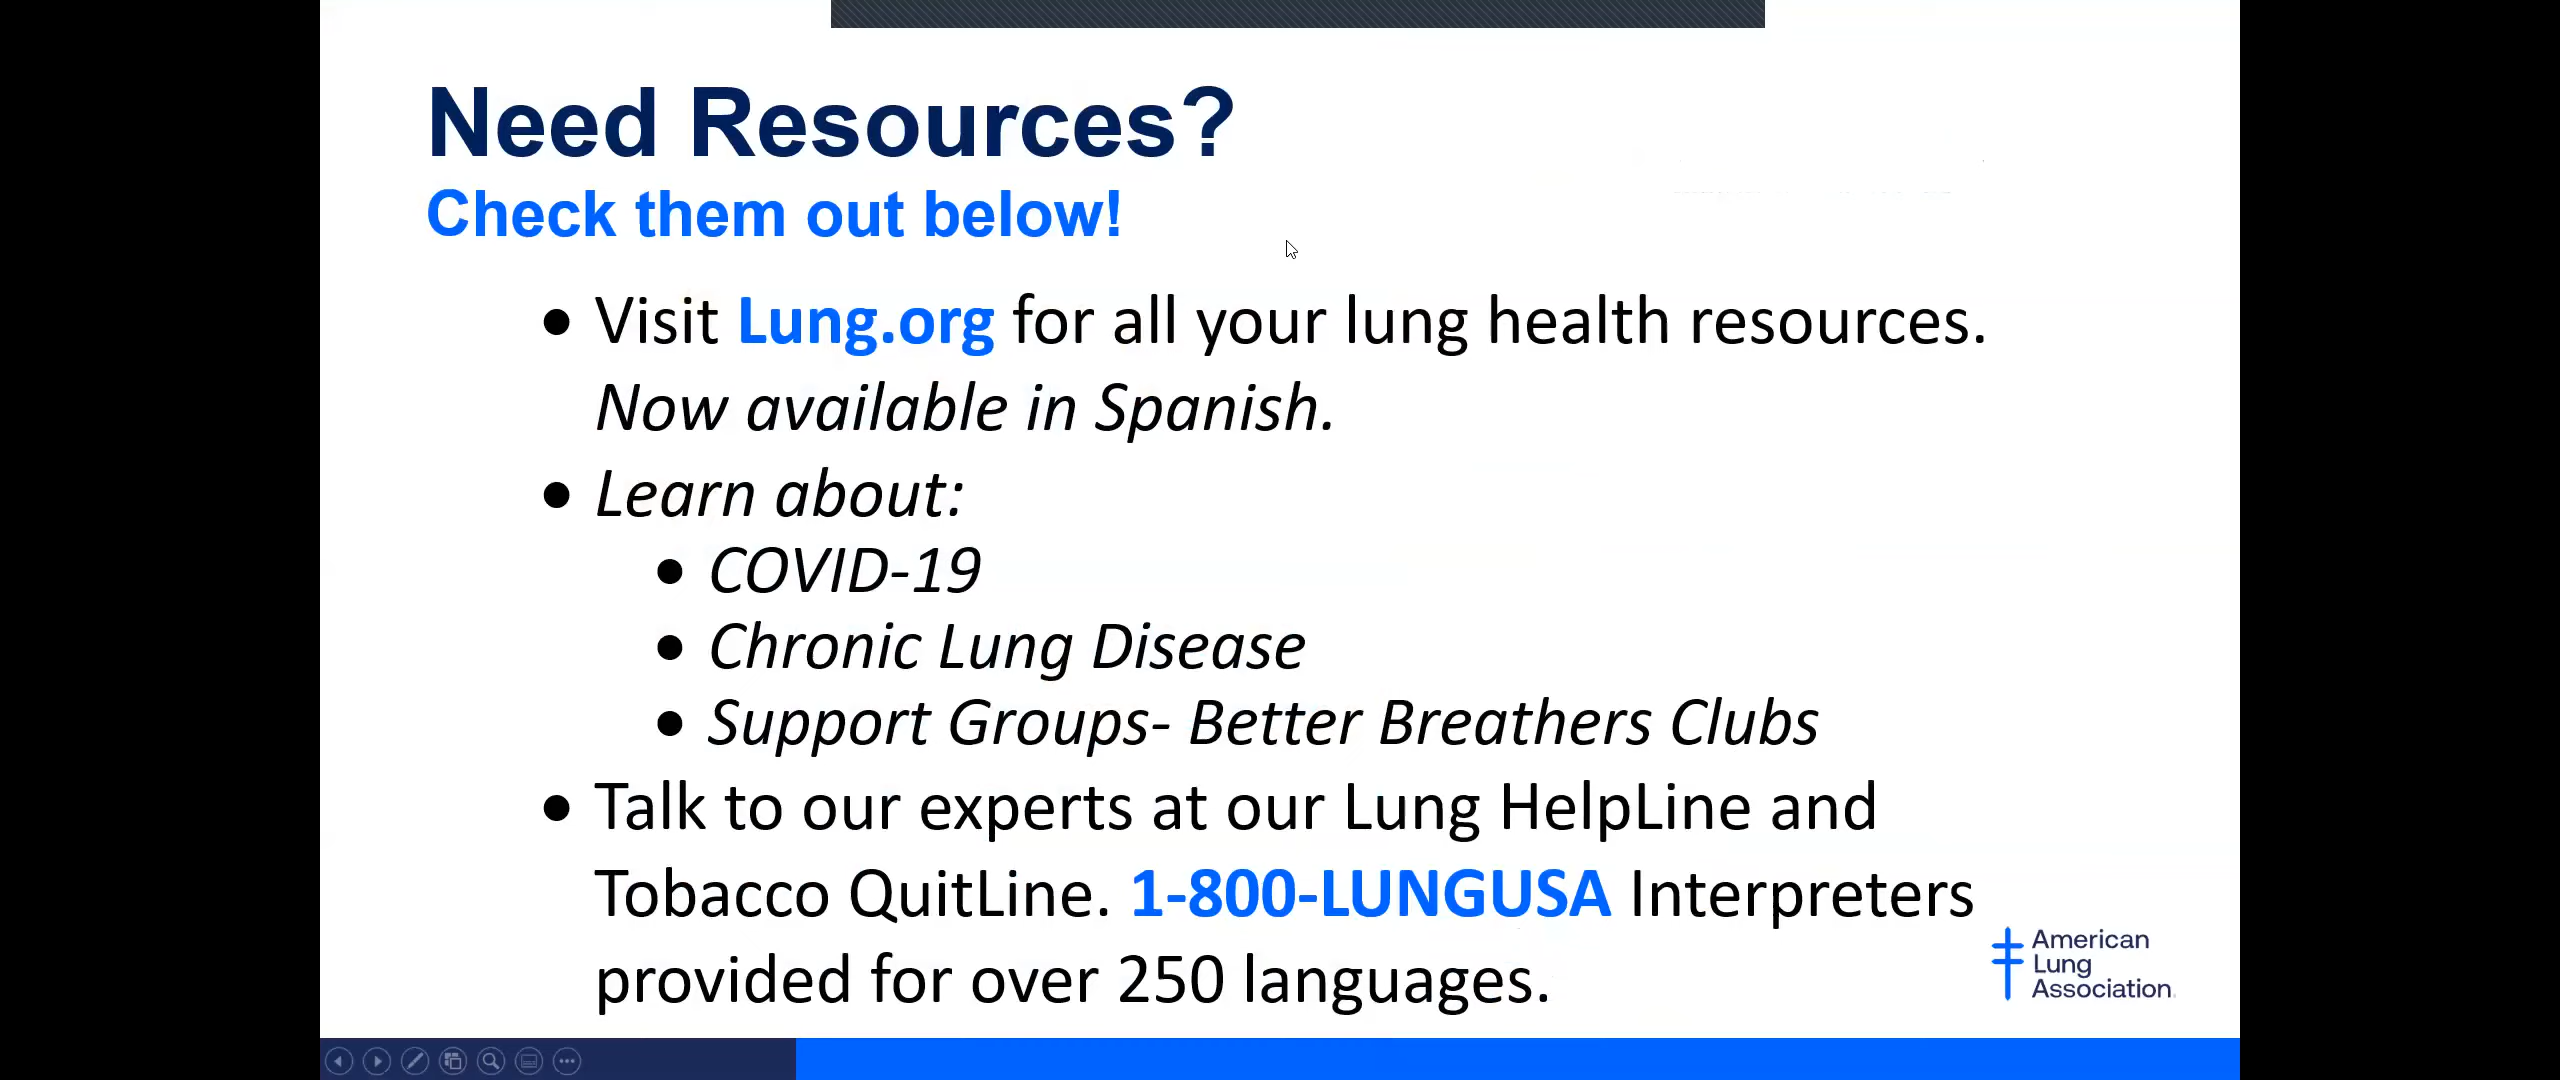 Need Resources?
Check them out below!
• Visit Lung.org for all your lung health resources.
Now available in Spanish.
• Learn about:
• COVID-19
• Chronic Lung Disease
• Support Groups- Better Breathers Clubs
• Talk to our experts at our Lung HelpLine and
Tobacco QuitLine. 1-800-LUNGUSA Interpreters
provided for over 250 languages.
American
Lung
Association.